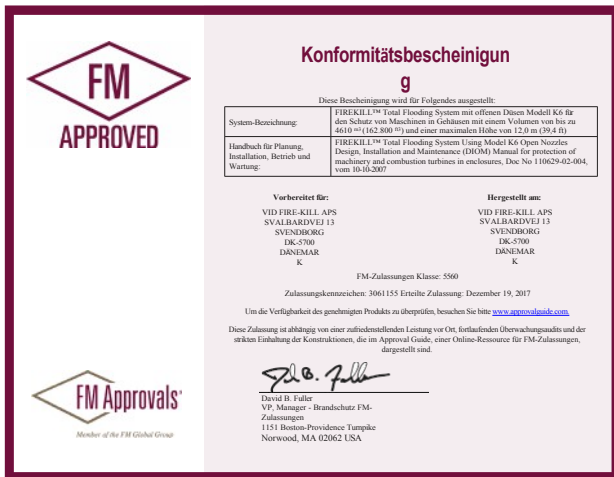 FM
APPROVED
Konformitätsbescheinigun
g
Diese Bescheinigung wird für Folgendes ausgestellt:
System-Bezeichnung:
FIREKILL™ Total Flooding System mit offenen Düsen Modell K6 für
den Schutz von Maschinen in Gehäusen mit einem Volumen von bis zu
4610 m³ (162.800 ft³) und einer maximalen Höhe von 12,0 m (39,4 ft)
Handbuch für Planung,
Installation, Betrieb und
Wartung:
FIREKILL™ Total Flooding System Using Model K6 Open Nozzles
Design, Installation and Maintenance (DIOM) Manual for protection of
machinery and combustion turbines in enclosures, Doc No 110629-02-004,
vom 10-10-2007
Vorbereitet für:
VID FIRE-KILL APS
SVALBARDVEJ 13
SVENDBORG
DK-5700
DÄNEMAR
K
Hergestellt am:
VID FIRE-KILL APS
SVALBARDVEJ 13
SVENDBORG
DK-5700
DÄNEMAR
K
FM-Zulassungen Klasse: 5560
Zulassungskennzeichen: 3061155 Erteilte Zulassung: Dezember 19, 2017
Um die Verfügbarkeit des genehmigten Produkts zu überprüfen, besuchen Sie bitte www.approvalguide.com.
Diese Zulassung ist abhängig von einer zufriedenstellenden Leistung vor Ort, fortlaufenden Überwachungsaudits und der
strikten Einhaltung der Konstruktionen, die im Approval Guide, einer Online-Ressource für FM-Zulassungen,
dargestellt sind.
David B. Fuller
VP, Manager - Brandschutz FM-
Zulassungen
1151 Boston-Providence Turnpike
Norwood, MA 02062 USA
FM Approvals
Member of the FM Global Group